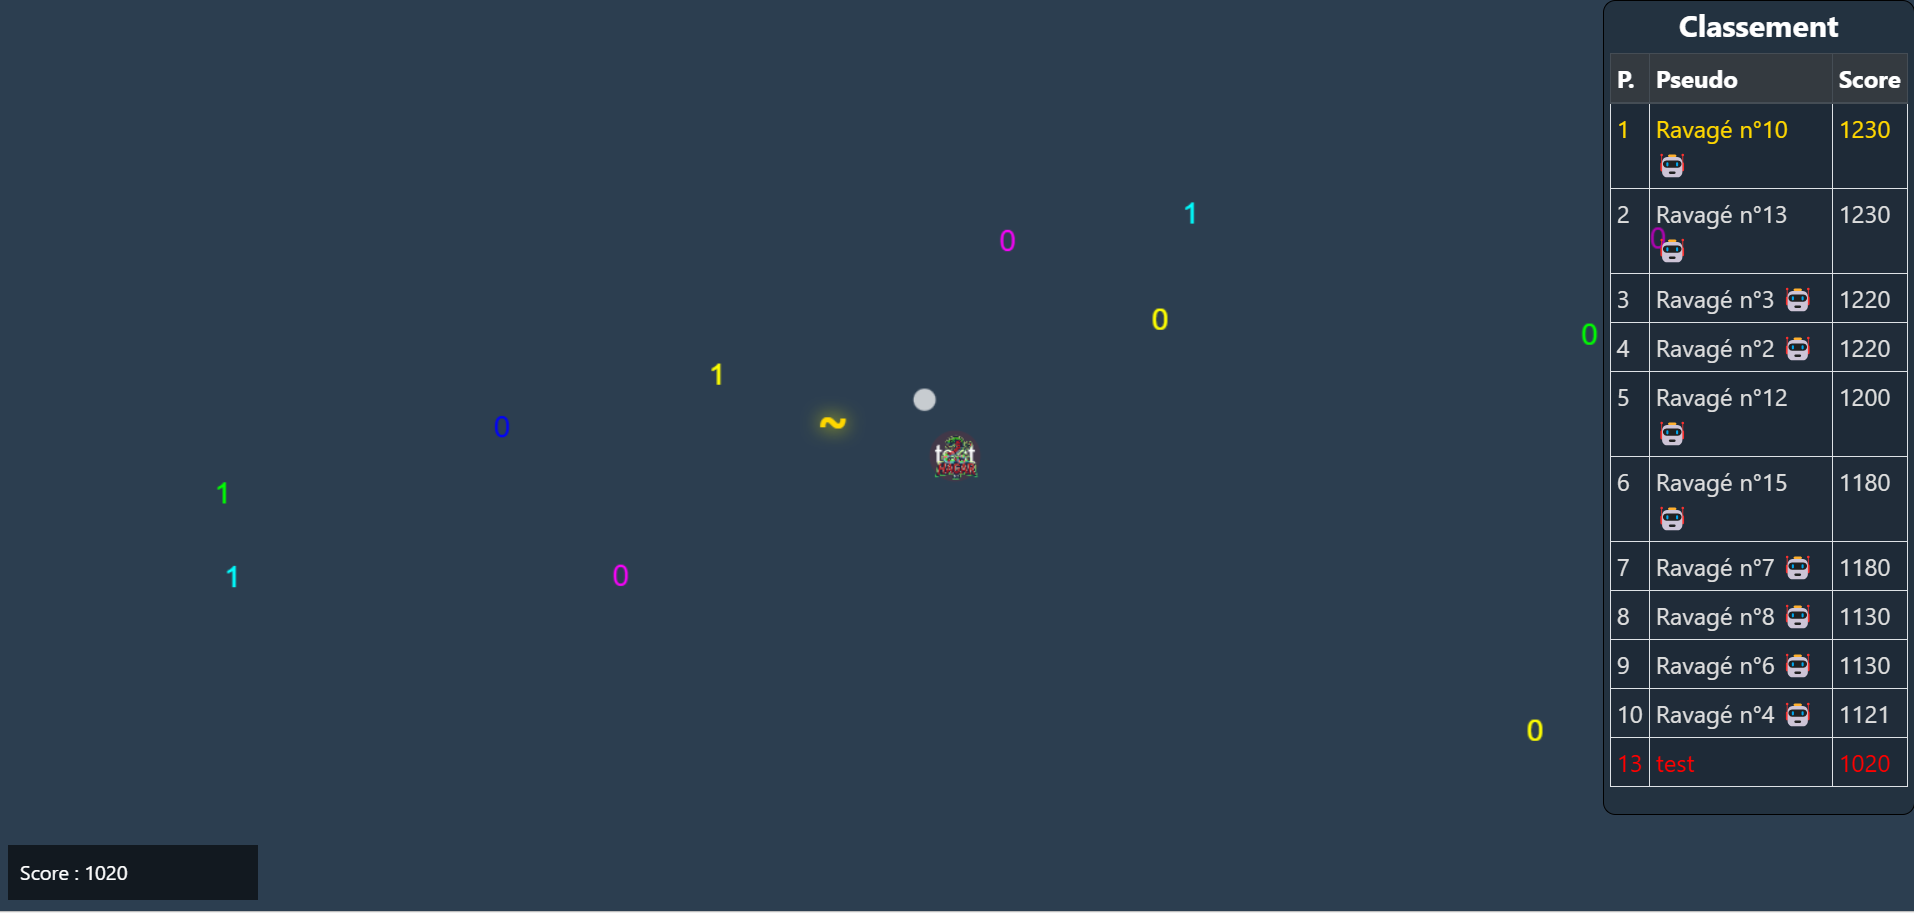 Classement
P. Pseudo Score
1 Ravagé n°10 1230
2 Ravagé n°13 1230
3 Ravagé n°3 1220
4 Ravagé n°2 1220
5 Ravagé n°12 1200
6 Ravagé n°15 1180
7 Ravagé n°7 1180
8 Ravagé n°8 1130
9 Ravagé n°6 1130
10 Ravagé n°4 1121
13 test 1020
1
0
0
0
0
1
~
0
test
1
1
0
0
Score : 1020